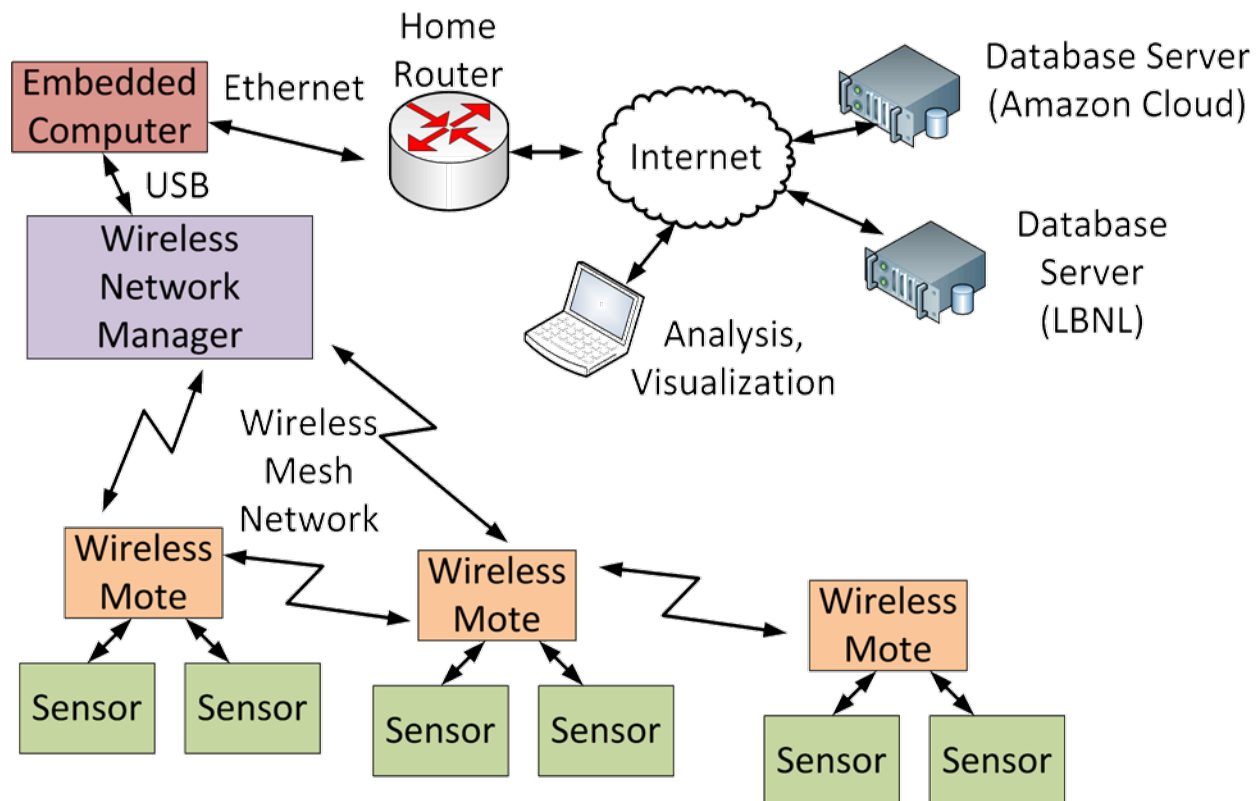 Home
Router
Embedded
Computer
Ethernet
Database Server
(Amazon Cloud)
Internet
USB
Wireless
Network
Manager
Database
Server
(LBNL)
Analysis,
Visualization
Wireless
Mesh
Network
Wireless
Mote
Wireless
Mote
Wireless
Mote
Sensor
Sensor
Sensor
Sensor
Sensor
Sensor